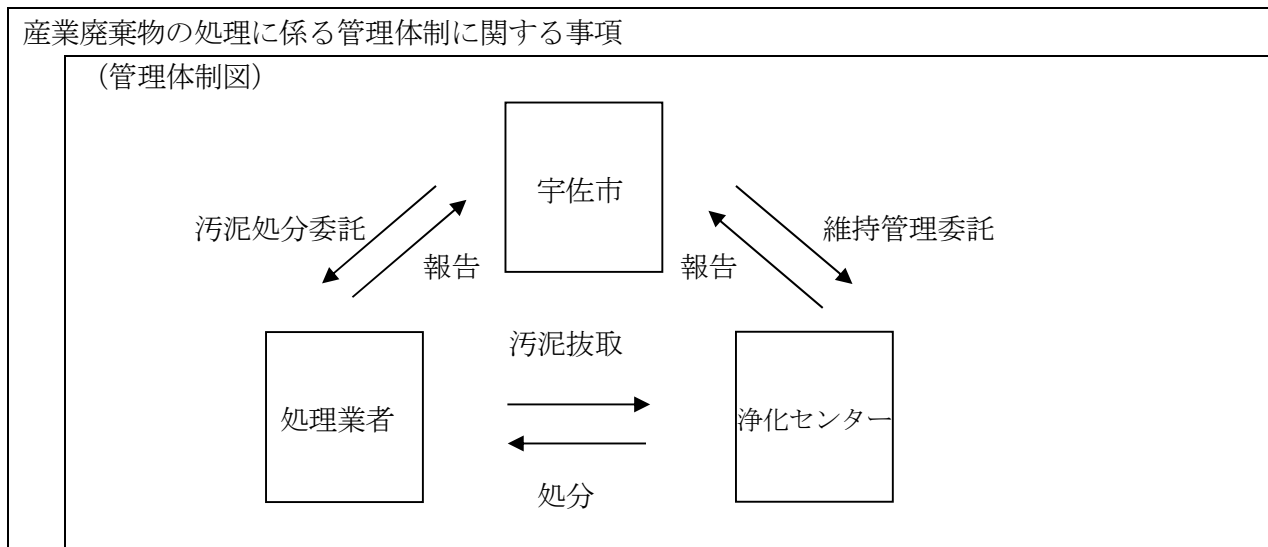 産業廃棄物の処理に係る管理体制に関する事項
（管理体制図）
宇佐市
汚泥処分委託
報告
報告
維持管理委託
汚泥抜取
処理業者
浄化センター
処分